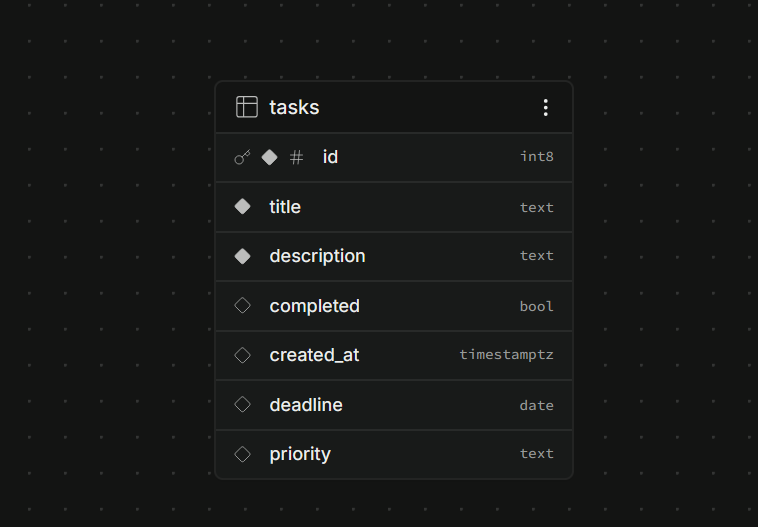 tasks
# id int8
title text
description text
completed bool
created_at timestamptz
deadline date
priority text